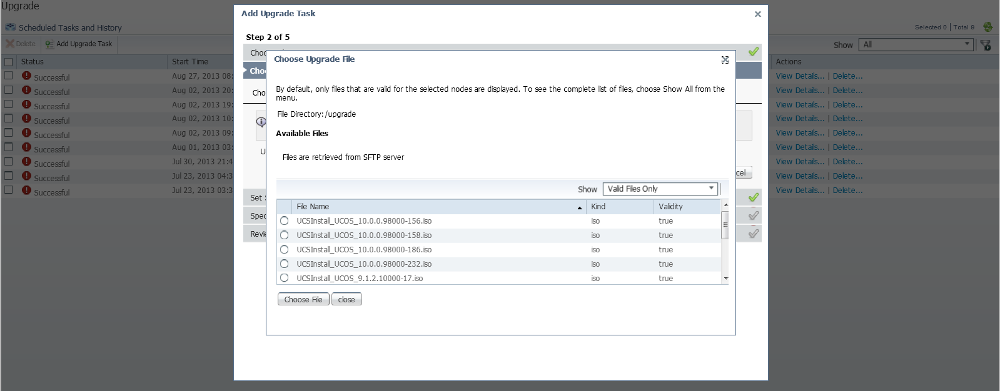 Upgrade
Add Upgrade Task
Scheduled Tasks and History
Selected 0 | Total 9
Delete
Add Upgrade Task
Show All
Step 2 of 5
Status Start Time Actions
Successful Aug 27, 2013 08: View Details... | Delete...
Successful Aug 02, 2013 20: View Details... | Delete...
Successful Aug 02, 2013 19: View Details... | Delete...
Successful Aug 02, 2013 10: View Details... | Delete...
Successful Aug 02, 2013 09: View Details... | Delete...
Successful Aug 01, 2013 03: View Details... | Delete...
Successful Jul 30, 2013 21:4 View Details... | Delete...
Successful Jul 23, 2013 04:3 View Details... | Delete...
Successful Jul 23, 2013 03:3 View Details... | Delete...
Choo
Choo
Cho
U
cel
Set S
Spec
Revie
Choose Upgrade File
By default, only files that are valid for the selected nodes are displayed. To see the complete list of files, choose Show All from the
menu.
File Directory:/upgrade
Available Files
Files are retrieved from SFTP server
Show Valid Files Only
File Name Kind Validity
UCSInstall_UCOS_10.0.0.98000-156.iso iso true
UCSInstall_UCOS_10.0.0.98000-158.iso iso true
UCSInstall_UCOS_10.0.0.98000-186.iso iso true
UCSInstall_UCOS_10.0.0.98000-232.iso iso true
UCSInstall_UCOS_9.1.2.10000-17.iso iso true
Choose File
close